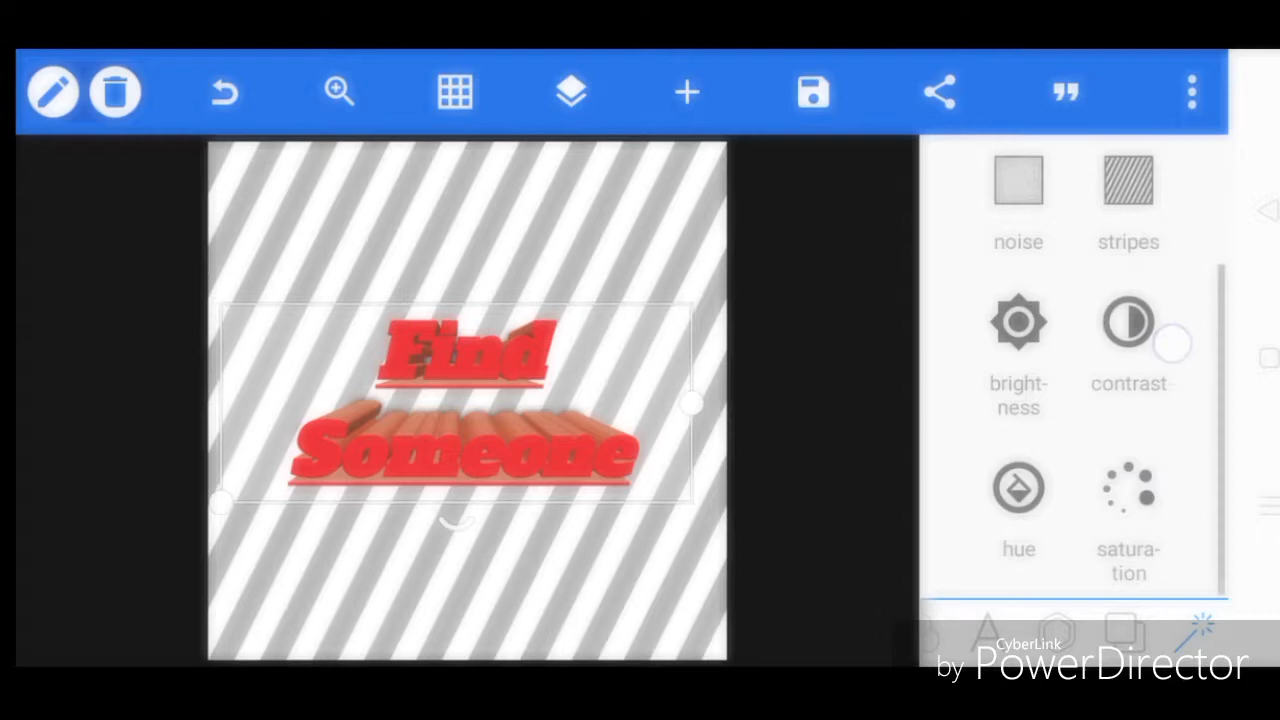 Find
Someone
noise
stripes
bright-
ness
contrast
hue
satura-
tion
CyberLink
by PowerDirector